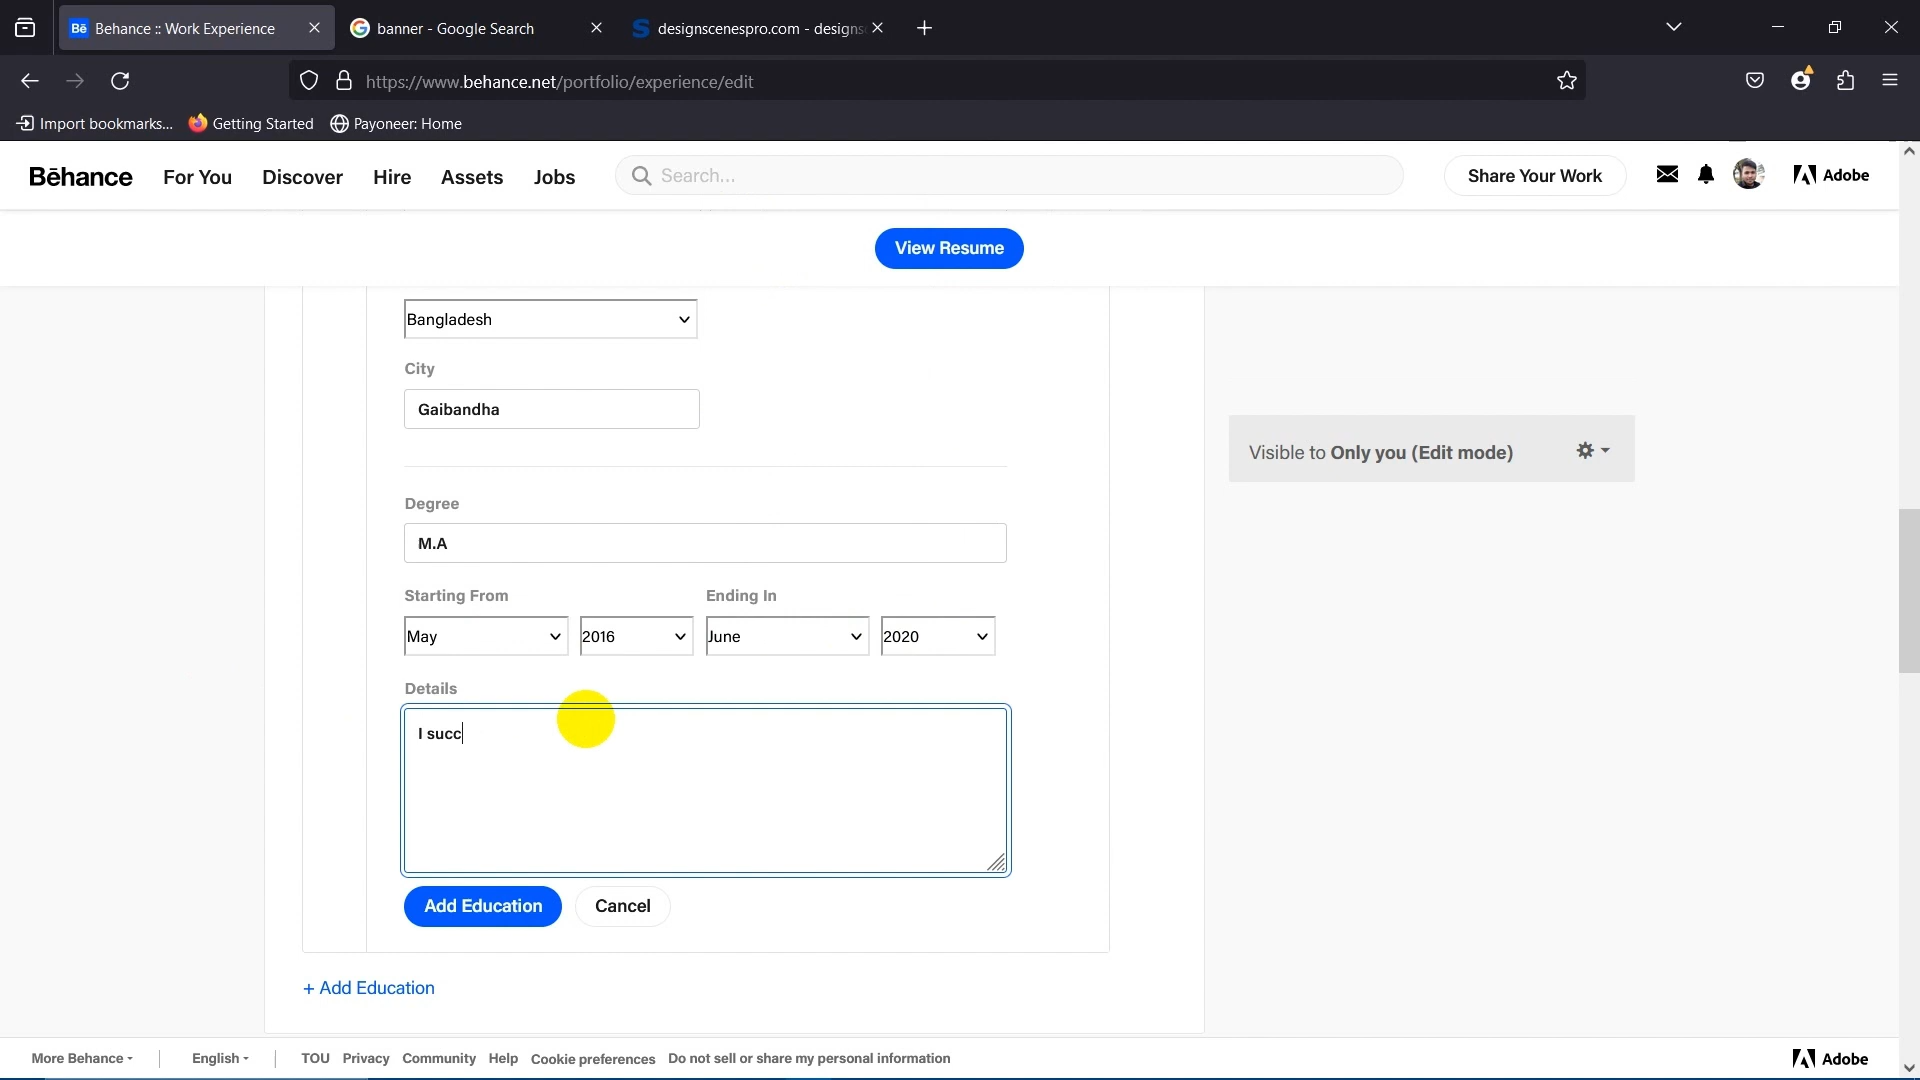 Bē Behance :: Work Experience
G banner - Google Search
S designscenespro.com - designs
https://www.behance.net/portfolio/experience/edit
Import bookmarks...
Getting Started
Payoneer: Home
Bēhance
For You
Discover
Hire
Assets
Jobs
Search...
Share Your Work
Adobe
View Resume
Bangladesh
City
Gaibandha
Visible to Only you (Edit mode)
Degree
M.A
Starting From
Ending In
May
2016
June
2020
Details
I succ
Add Education
Cancel
+ Add Education
More Behance
English
TOU
Privacy
Community
Help
Cookie preferences
Do not sell or share my personal information
Adobe